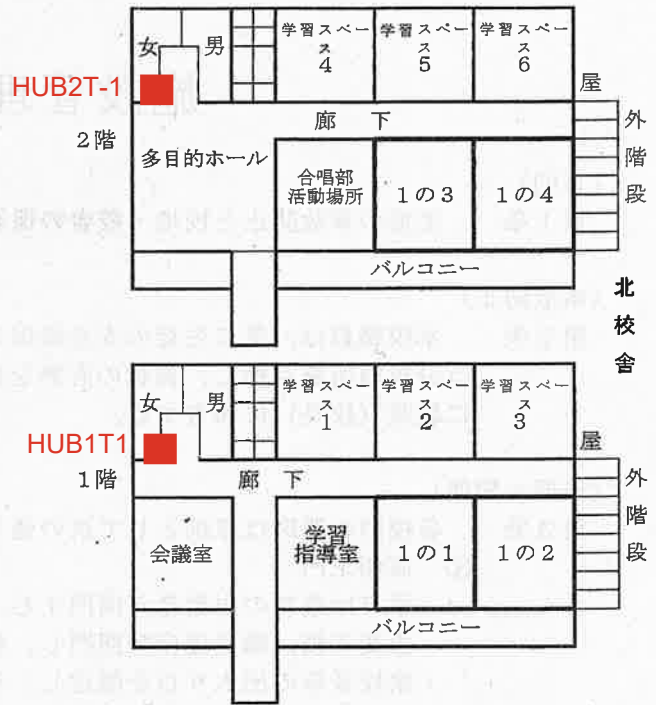 学習スペース
4
学習スペース
5
学習スペース
6
女
男
HUB2T-1
屋
外
階
段
廊下
2階
多目的ホール
合唱部
活動場所
1の3
1の4
バルコニー
北校舎
学習スペース
1
学習スペース
2
学習スペース
3
女
男
HUB1T1
屋
外
階
段
1階
廊下
会議室
学習
指導室
1の1
1の2
バルコニー